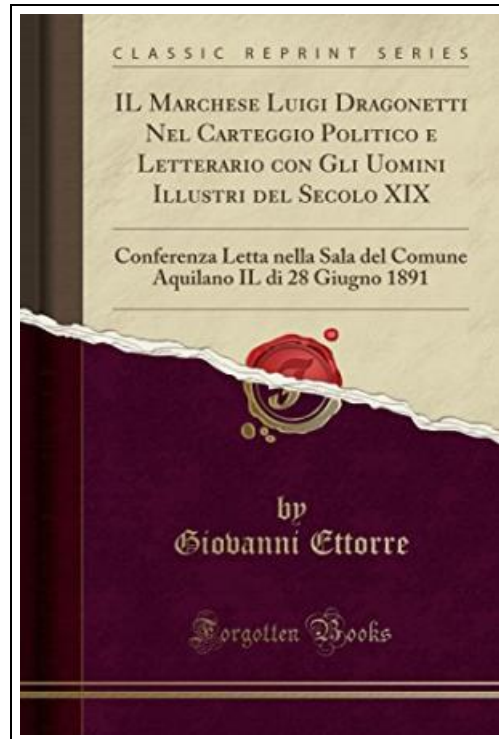 CLASSIC REPRINT SERIES
IL MARCHESE LUIGI DRAGONETTI
NEL CARTEGGIO POLITICO E
LETTERARIO CON GLI UOMINI
ILLUSTRI DEL SECOLO XIX
Conferenza Letta nella Sala del Comune
Aquilano IL di 28 Giugno 1891
by
Giovanni Ettorre
Forgotten Books